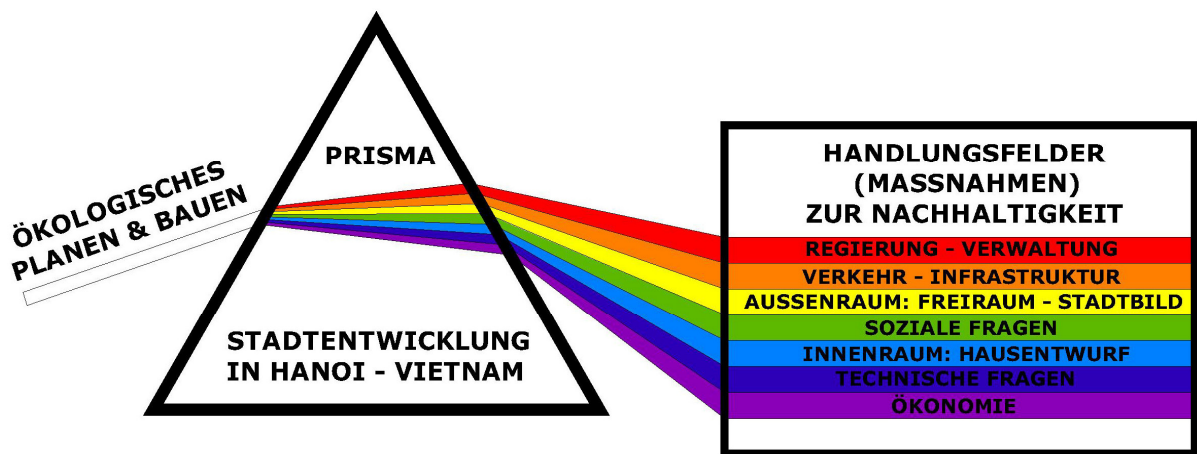 ÖKOLOGISCHES
PLANEN & BAUEN
PRISMA
STADTENTWICKLUNG
IN HANOI - VIETNAM
HANDLUNGSFELDER
(MASSNAHMEN)
ZUR NACHHALTIGKEIT
REGIERUNG - VERWALTUNG
VERKEHR - INFRASTRUKTUR
AUSSENRAUM: FREIRAUM - STADTBILD
SOZIALE FRAGEN
INNENRAUM: HAUSENTWURF
TECHNISCHE FRAGEN
ÖKONOMIE